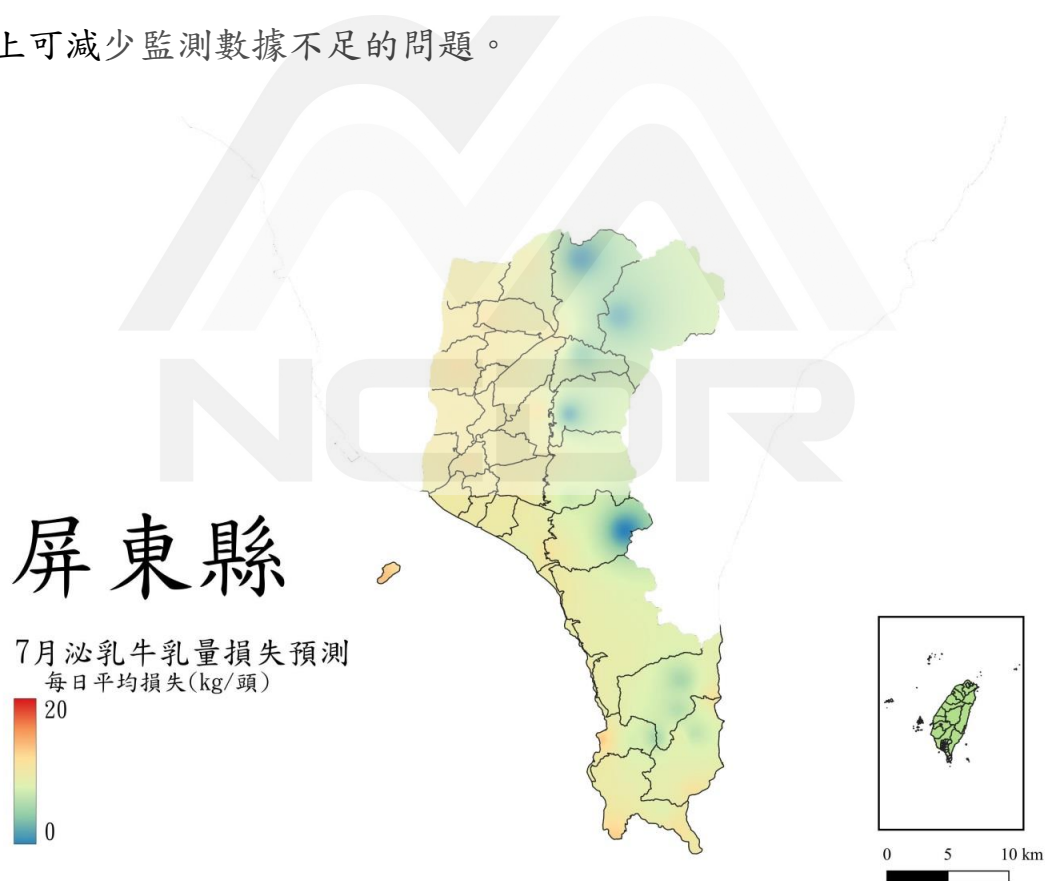 上可減少監測數據不足的問題。
NCDR
屏東縣
7月泌乳牛乳量損失預測
每日平均損失(kg/頭)
20
0
0 5 10 km